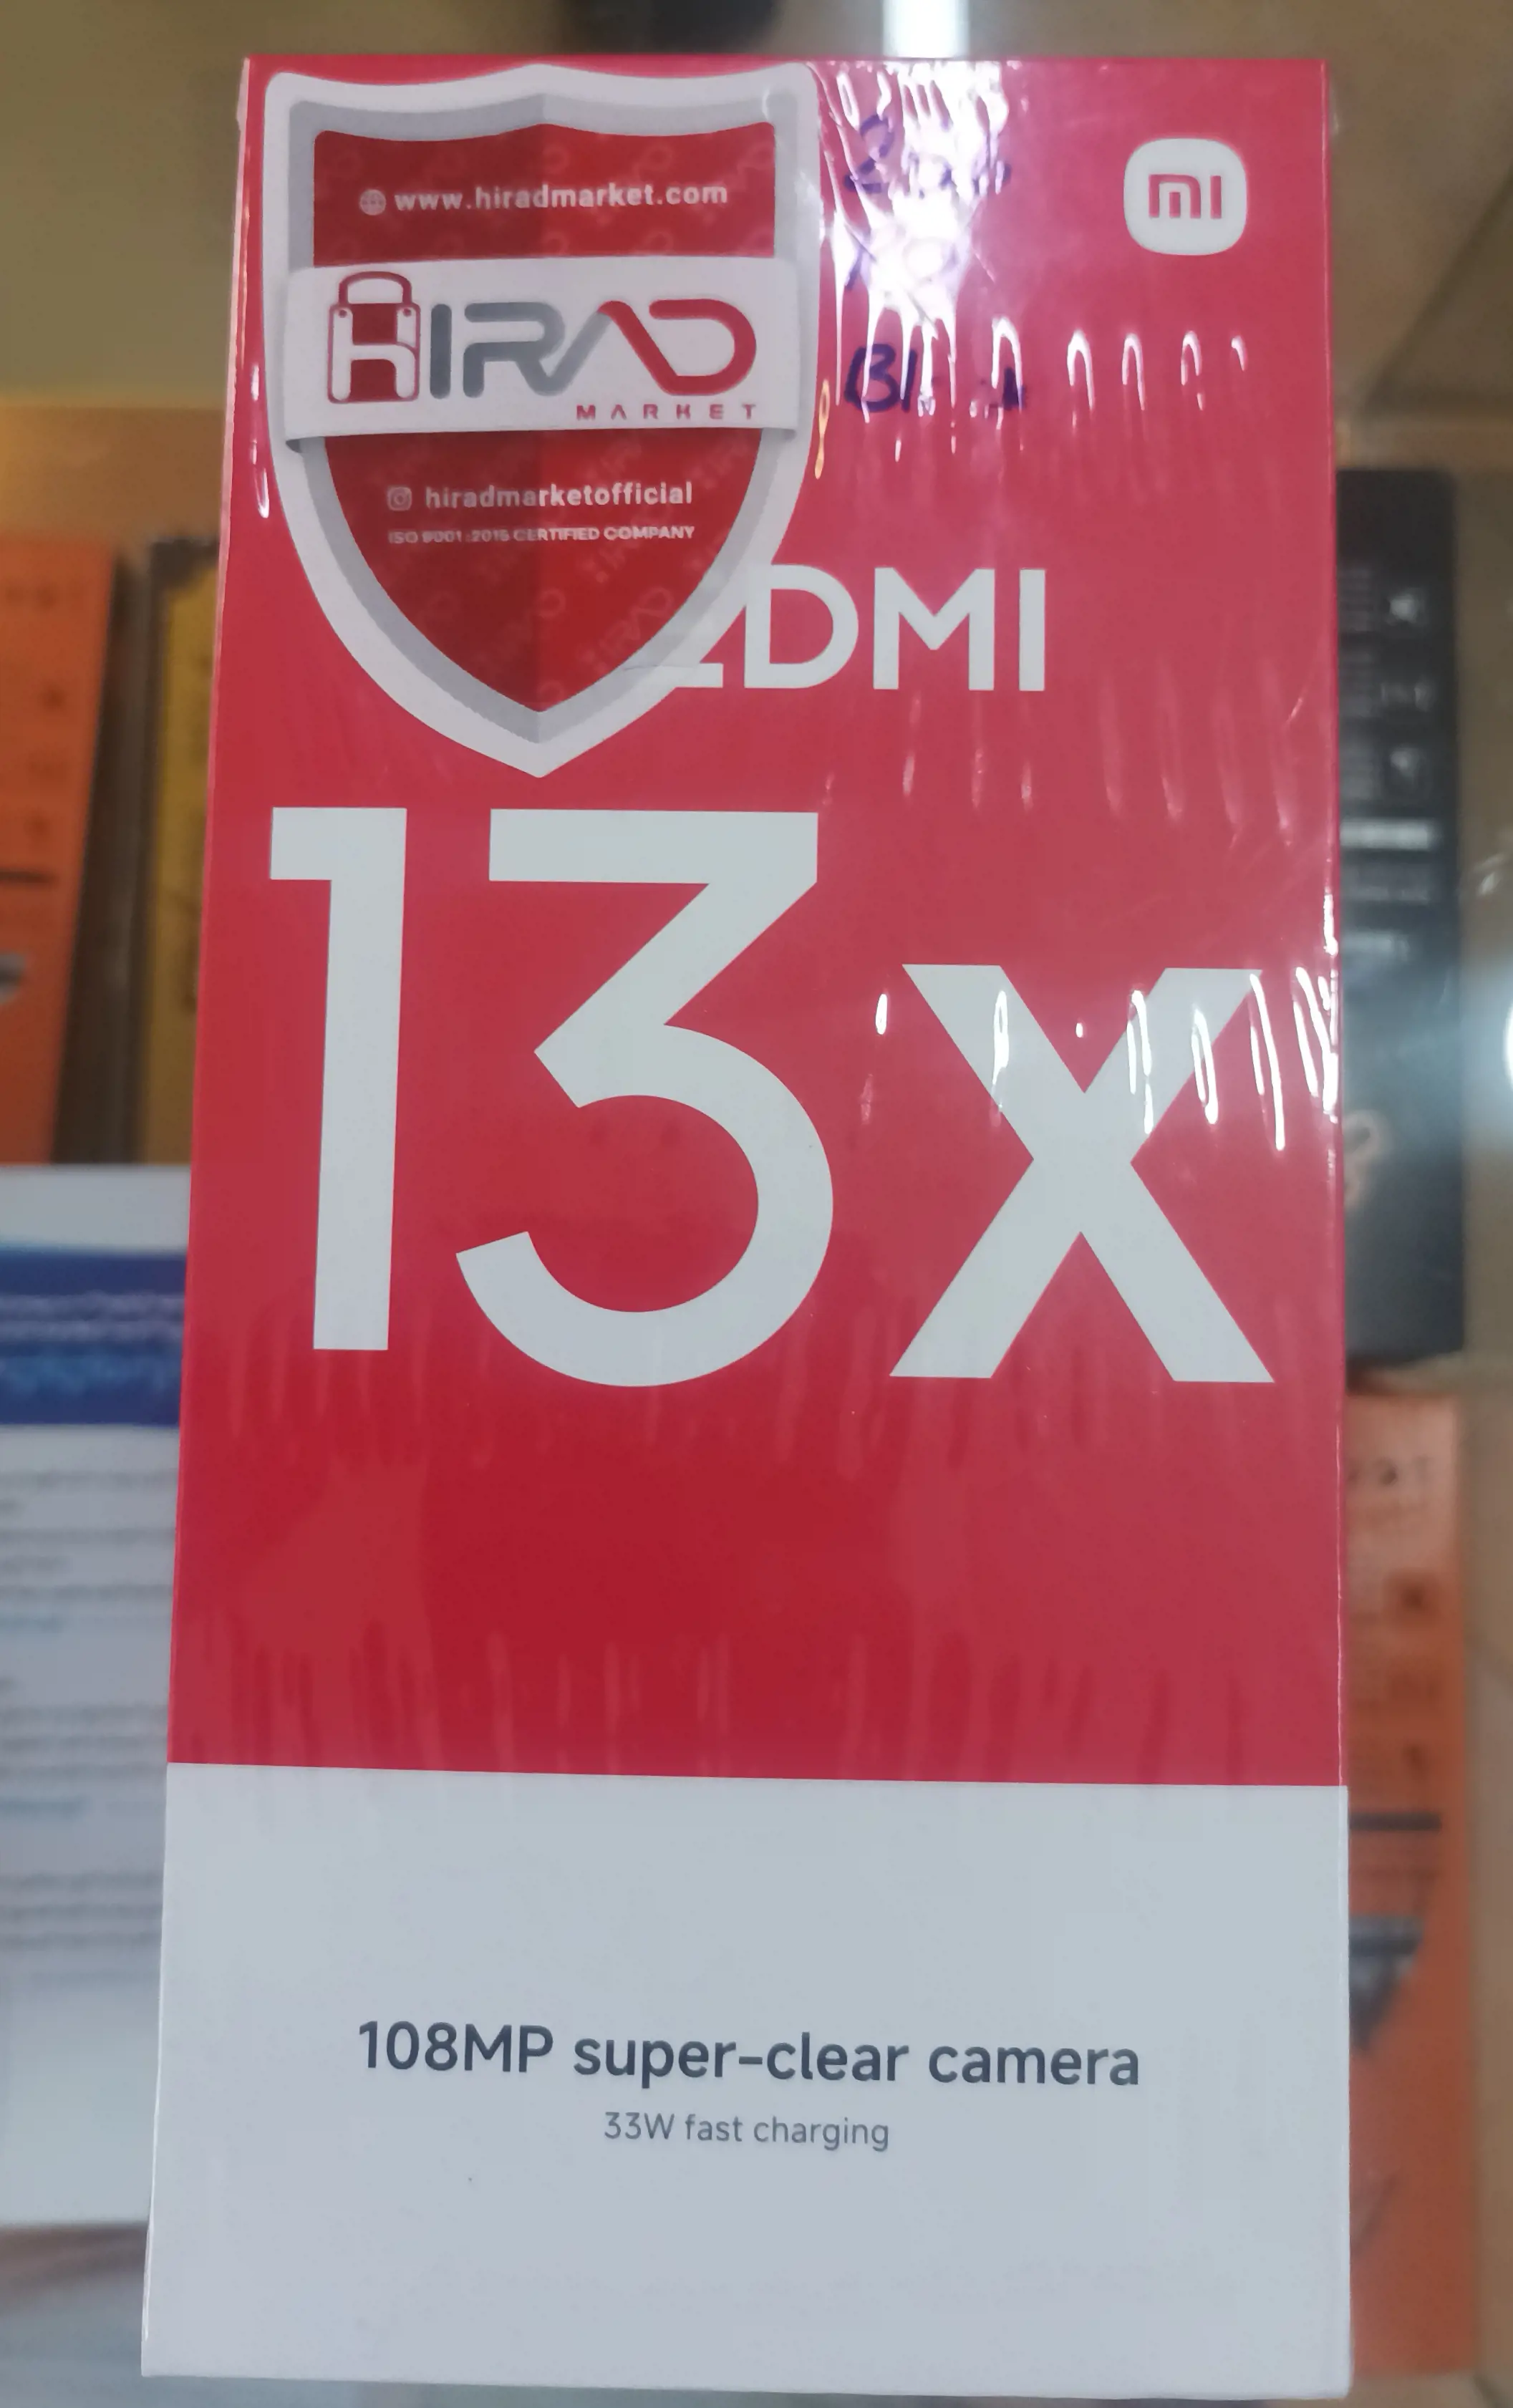 www.hiradmarket.com
HIRAD
MARKET
hiradmarketofficial
ISO 9001:2015 CERTIFIED COMPANY
mi
DMI
13x
108MP super-clear camera
33W fast charging